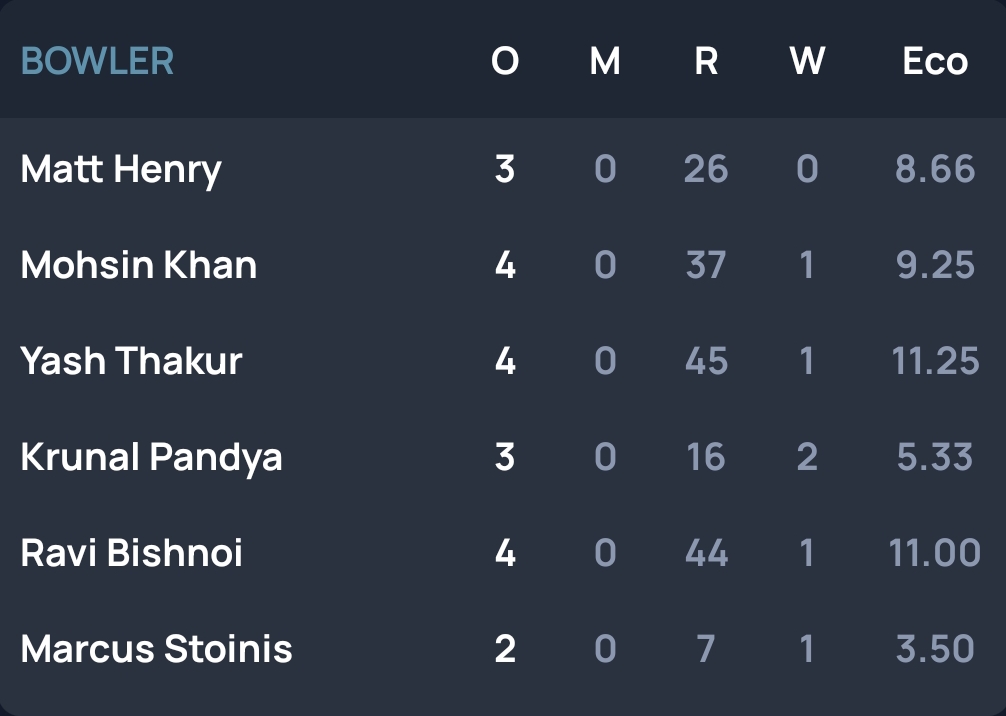 BOWLER O M R W Eco
Matt Henry 3 0 26 0 8.66
Mohsin Khan 4 0 37 1 9.25
Yash Thakur 4 0 45 1 11.25
Krunal Pandya 3 0 16 2 5.33
Ravi Bishnoi 4 0 44 1 11.00
Marcus Stoinis 2 0 7 1 3.50